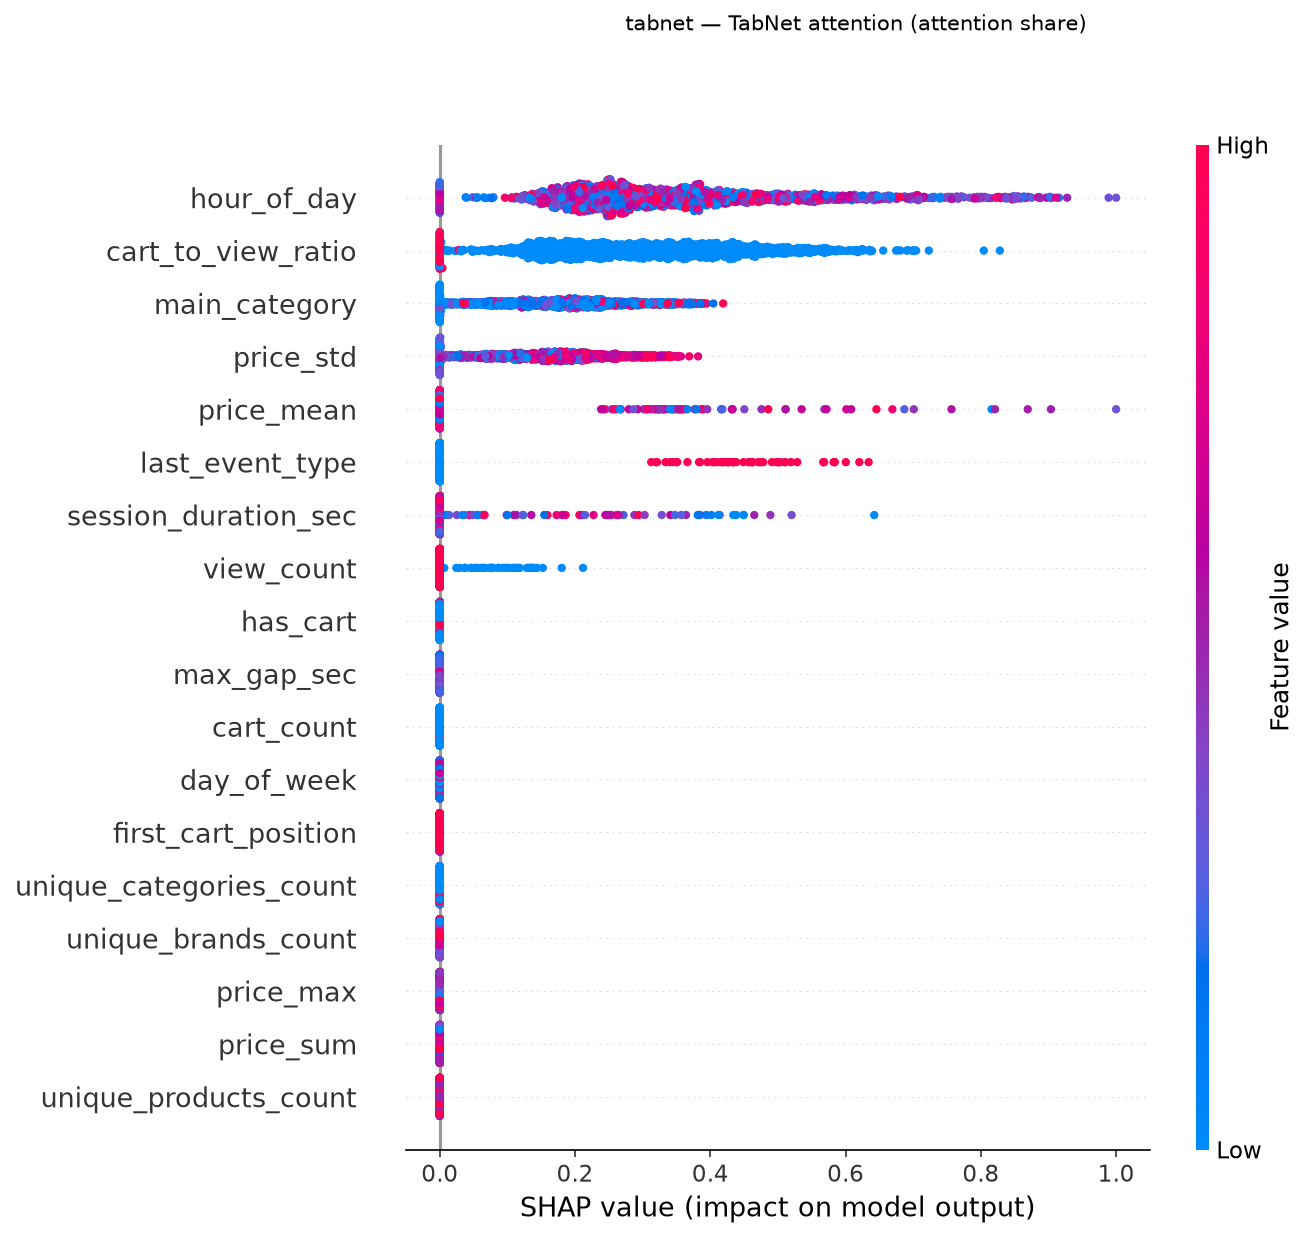 tabnet — TabNet attention (attention share)
High
hour_of_day
cart_to_view_ratio
main_category
price_std
price_mean
last_event_type
session_duration_sec
view_count
has_cart
max_gap_sec
cart_count
day_of_week
first_cart_position
unique_categories_count
unique_brands_count
price_max
price_sum
unique_products_count
Feature value
Low
0.0 0.2 0.4 0.6 0.8 1.0
SHAP value (impact on model output)